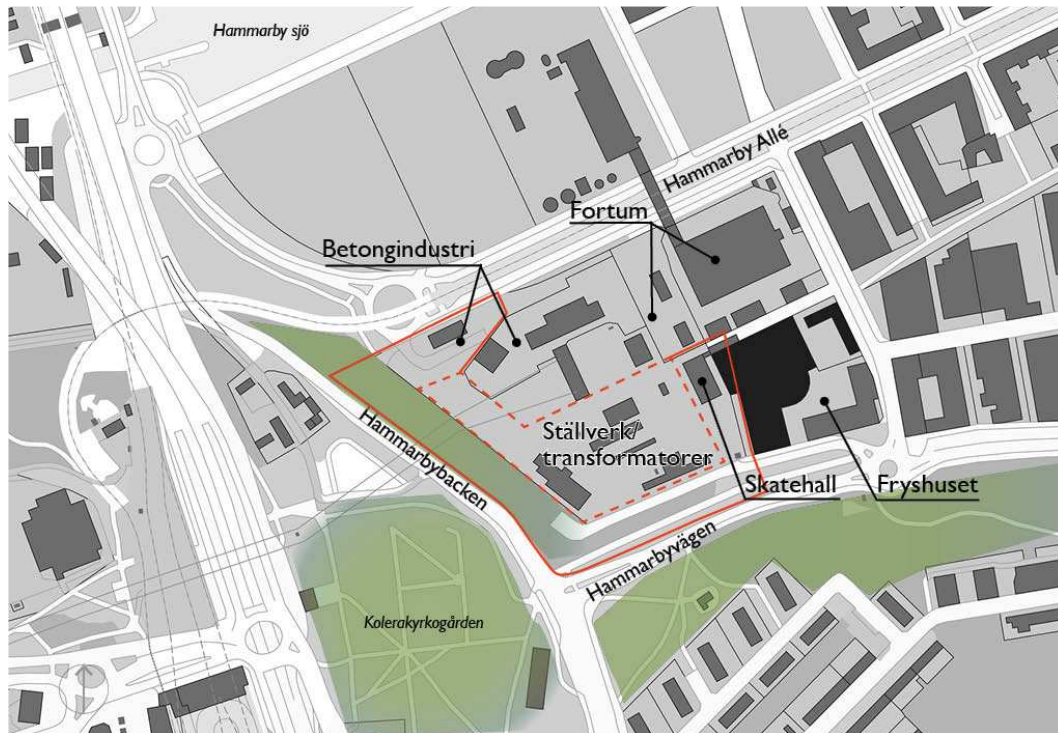 Hammarby sjö
Hammarby Allé
Fortum
Betongindustri
Ställverk/
transformatorer
Hammarbybacken
Skatehall
Fryshuset
Hammarbyvägen
Kolerakyrkogården